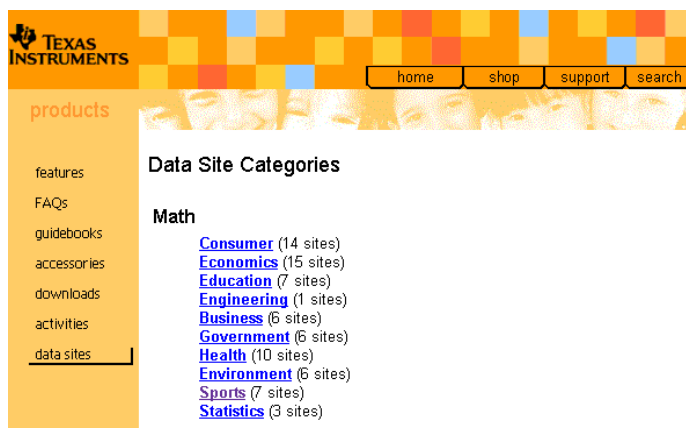 TEXAS
INSTRUMENTS
home
shop
support
search
products
features
FAQs
guidebooks
accessories
downloads
activities
data sites
Data Site Categories
Math
Consumer (14 sites)
Economics (15 sites)
Education (7 sites)
Engineering (1 sites)
Business (6 sites)
Government (6 sites)
Health (10 sites)
Environment (6 sites)
Sports (7 sites)
Statistics (3 sites)